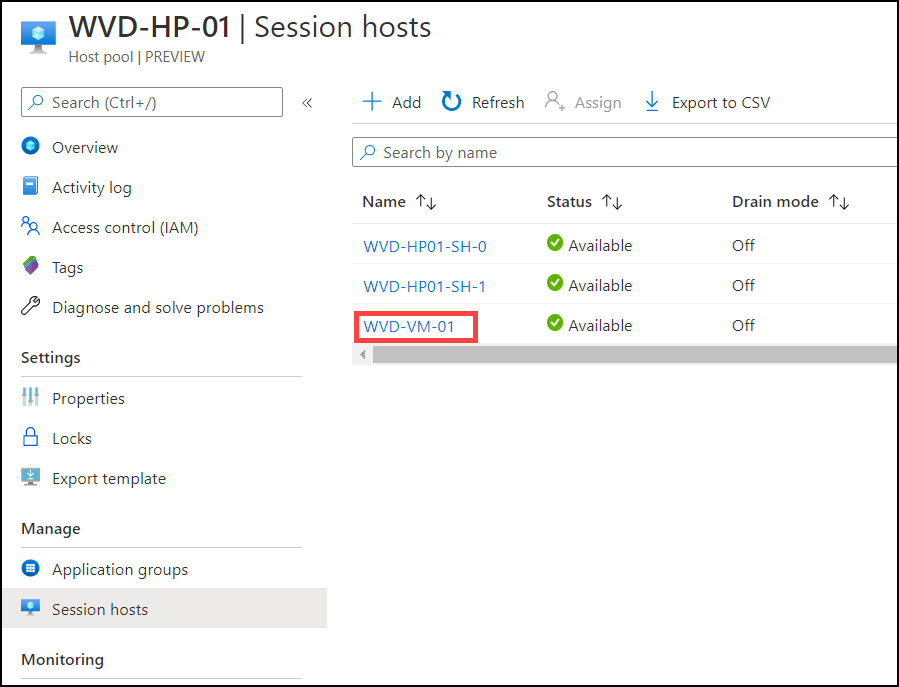 WVD-HP-01 | Session hosts
Host pool | PREVIEW
Search (Ctrl+/)
«
Overview
Activity log
Access control (IAM)
Tags
Diagnose and solve problems
Settings
Properties
Locks
Export template
Manage
Application groups
Session hosts
Monitoring
Add Refresh Assign Export to CSV
Search by name
Name Status Drain mode
WVD-HP01-SH-0 Available Off
WVD-HP01-SH-1 Available Off
WVD-VM-01 Available Off